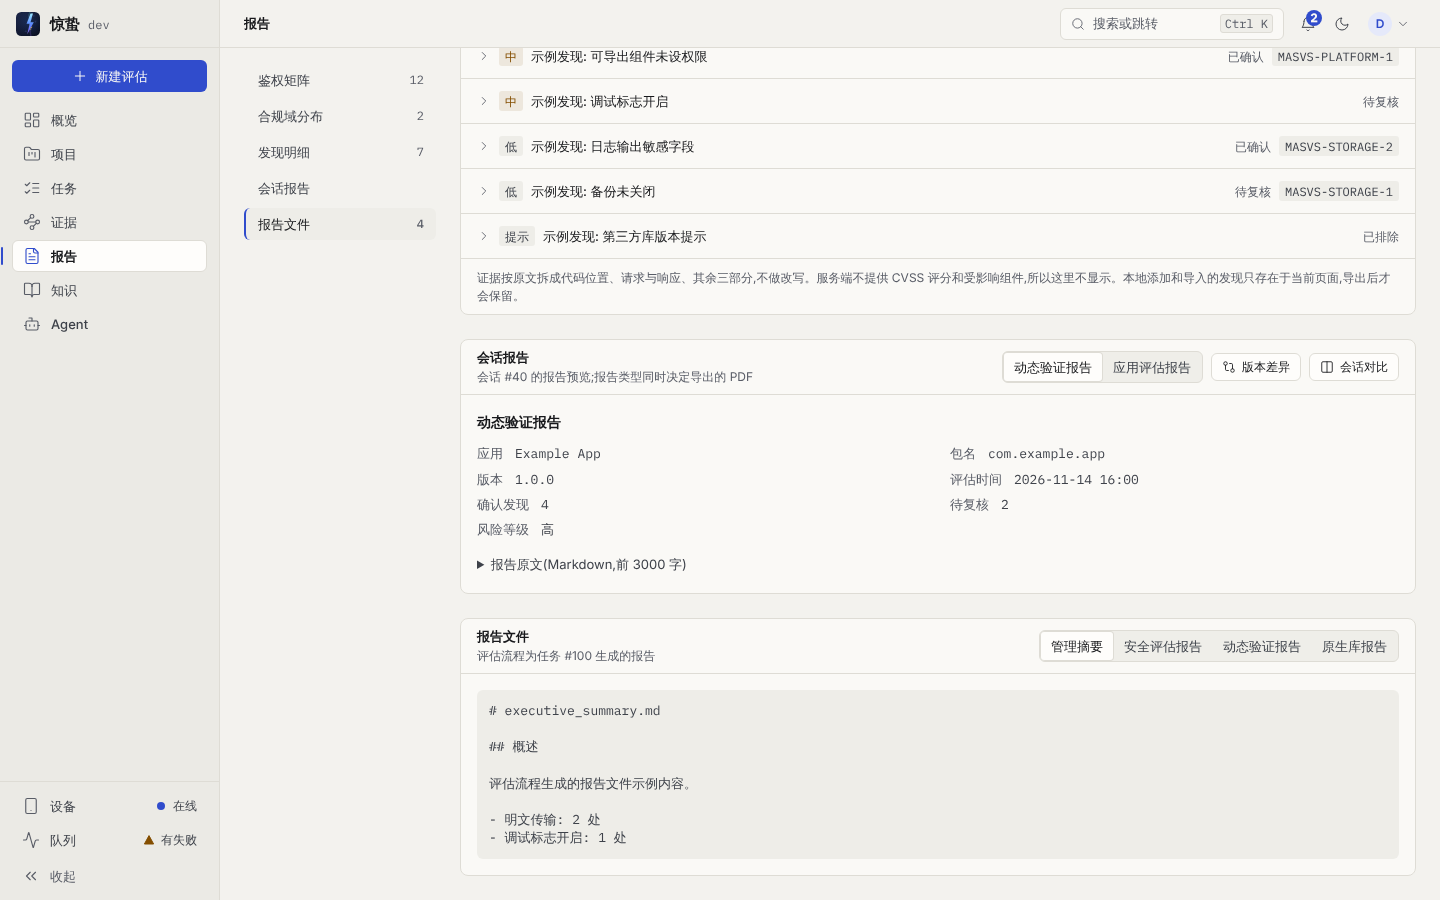 惊蛰 dev
新建评估
概览
项目
任务
证据
报告
知识
Agent
设备 在线
队列 有失败
收起
报告
搜索或跳转 Ctrl K
2
D
鉴权矩阵 12
合规域分布 2
发现明细 7
会话报告
报告文件 4
中 示例发现: 可导出组件未设权限 已确认 MASVS-PLATFORM-1
中 示例发现: 调试标志开启 待复核
低 示例发现: 日志输出敏感字段 已确认 MASVS-STORAGE-2
低 示例发现: 备份未关闭 待复核 MASVS-STORAGE-1
提示 示例发现: 第三方库版本提示 已排除
证据按原文拆成代码位置、请求与响应、其余三部分,不做改写。服务端不提供 CVSS 评分和受影响组件,所以这里不显示。本地添加和导入的发现只存在于当前页面,导出后才
会保留。
会话报告
会话 #40 的报告预览;报告类型同时决定导出的 PDF
动态验证报告 应用评估报告 版本差异 会话对比
动态验证报告
应用 Example App 包名 com.example.app
版本 1.0.0 评估时间 2026-11-14 16:00
确认发现 4 待复核 2
风险等级 高
报告原文(Markdown,前 3000 字)
报告文件
评估流程为任务 #100 生成的报告
管理摘要 安全评估报告 动态验证报告 原生库报告
# executive_summary.md
## 概述
评估流程生成的报告文件示例内容。
- 明文传输: 2 处
- 调试标志开启: 1 处